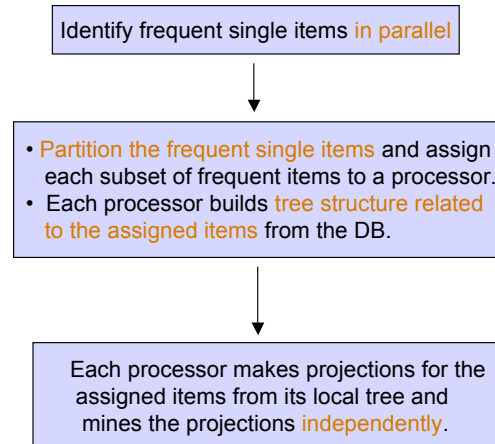 Identify frequent single items in parallel
• Partition the frequent single items and assign
each subset of frequent items to a processor.
• Each processor builds tree structure related
to the assigned items from the DB.
Each processor makes projections for the
assigned items from its local tree and
mines the projections independently.